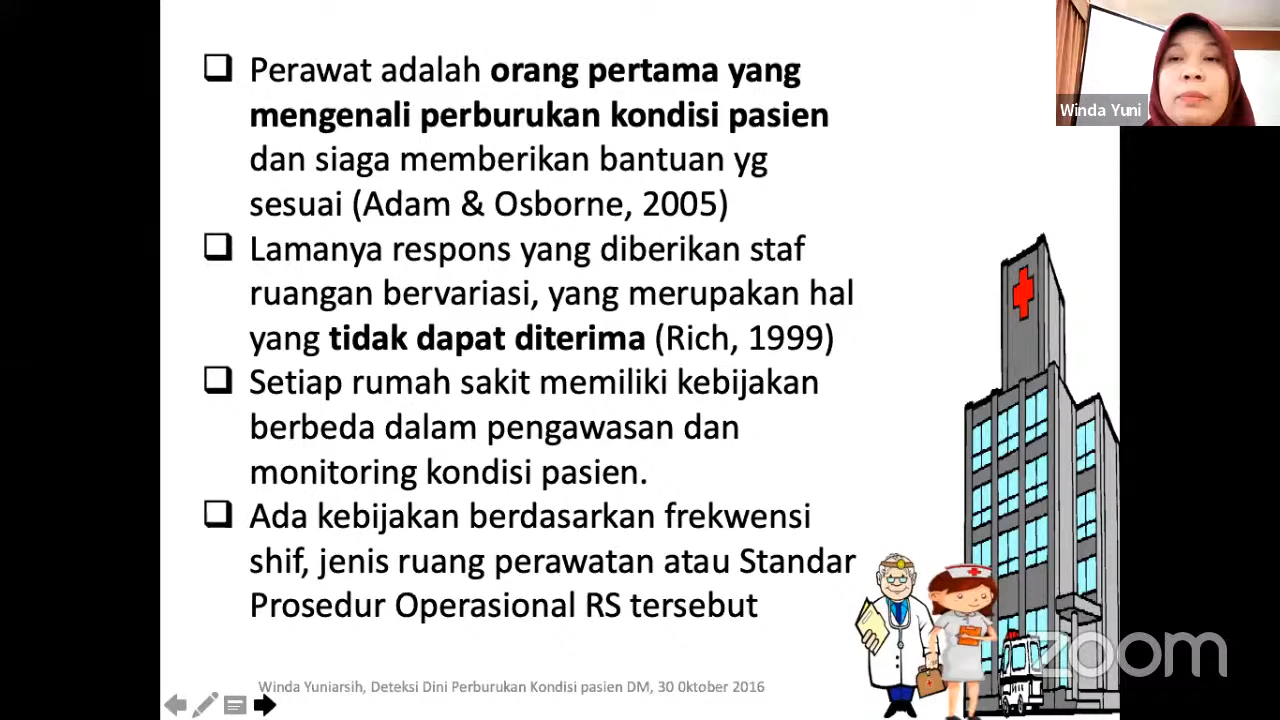 Perawat adalah orang pertama yang
mengenali perburukan kondisi pasien
dan siaga memberikan bantuan yg
sesuai (Adam & Osborne, 2005)
Lamanya respons yang diberikan staf
ruangan bervariasi, yang merupakan hal
yang tidak dapat diterima (Rich, 1999)
Setiap rumah sakit memiliki kebijakan
berbeda dalam pengawasan dan
monitoring kondisi pasien.
Ada kebijakan berdasarkan frekwensi
shif, jenis ruang perawatan atau Standar
Prosedur Operasional RS tersebut
Winda Yuniarsih, Deteksi Dini Perburukan Kondisi pasien DM, 30 0ktober 2016
Winda Yuni
zoom